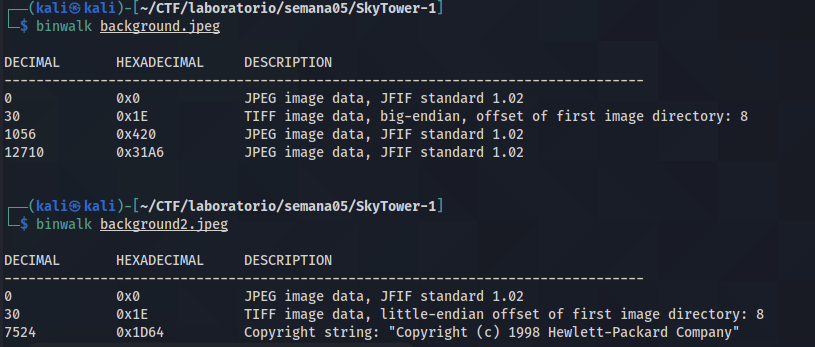 ┌──(kali㉿kali)-[~/CTF/laboratorio/semana05/SkyTower-1]
└─$ binwalk background.jpeg
DECIMAL       HEXADECIMAL     DESCRIPTION
--------------------------------------------------------------------------------
0             0x0             JPEG image data, JFIF standard 1.02
30            0x1E            TIFF image data, big-endian, offset of first image directory: 8
1056          0x420           JPEG image data, JFIF standard 1.02
12710         0x31A6          JPEG image data, JFIF standard 1.02
┌──(kali㉿kali)-[~/CTF/laboratorio/semana05/SkyTower-1]
└─$ binwalk background2.jpeg
DECIMAL       HEXADECIMAL     DESCRIPTION
--------------------------------------------------------------------------------
0             0x0             JPEG image data, JFIF standard 1.02
30            0x1E            TIFF image data, little-endian offset of first image directory: 8
7524          0x1D64          Copyright string: "Copyright (c) 1998 Hewlett-Packard Company"